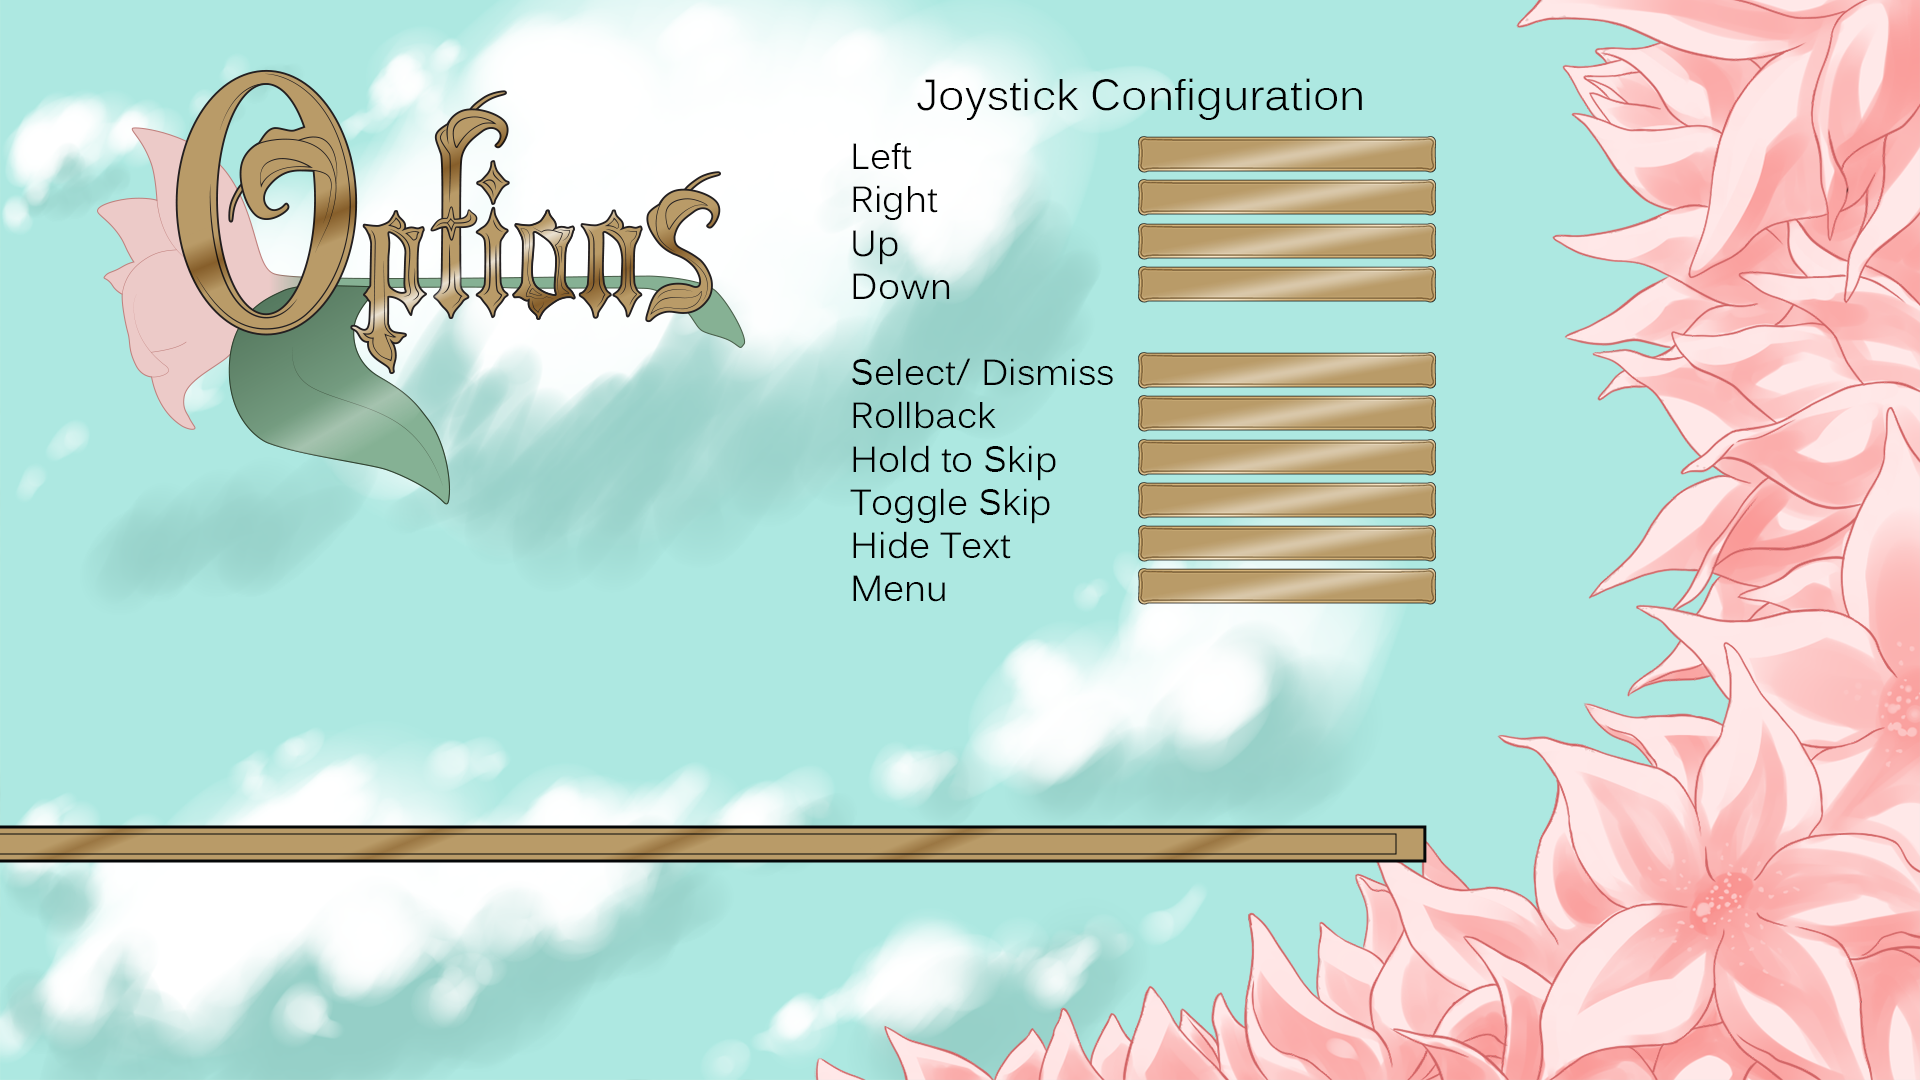 Options
Joystick Configuration
Left
Right
Up
Down
Select/ Dismiss
Rollback
Hold to Skip
Toggle Skip
Hide Text
Menu